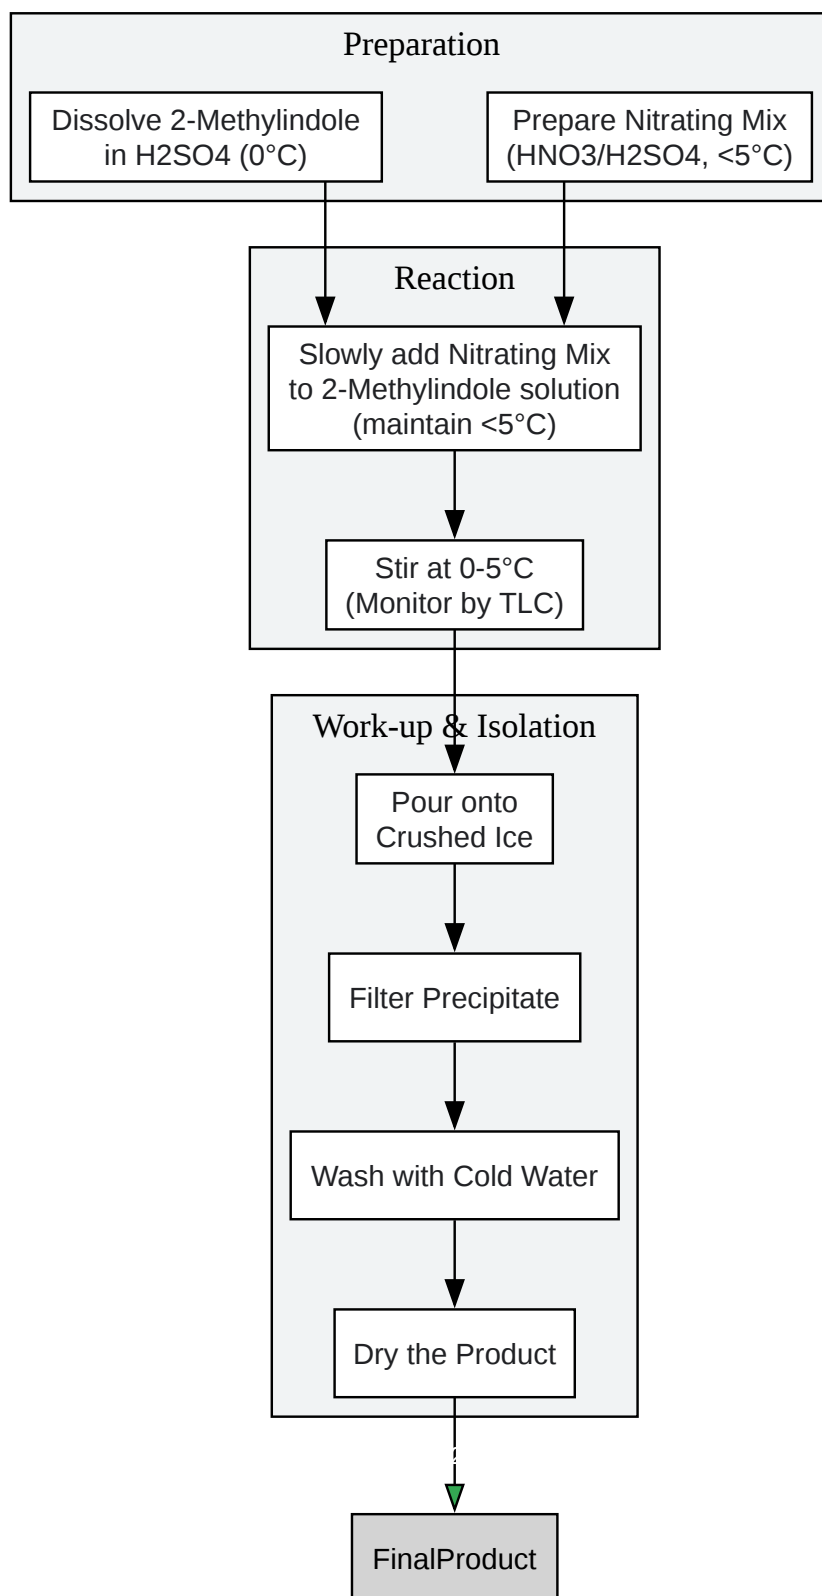 Preparation
Dissolve 2-Methylindole
in H2SO4 (0°C)
Prepare Nitrating Mix
(HNO3/H2SO4, <5°C)
Reaction
Slowly add Nitrating Mix
to 2-Methylindole solution
(maintain <5°C)
Stir at 0-5°C
(Monitor by TLC)
Work-up & Isolation
Pour onto
Crushed Ice
Filter Precipitate
Wash with Cold Water
Dry the Product
FinalProduct